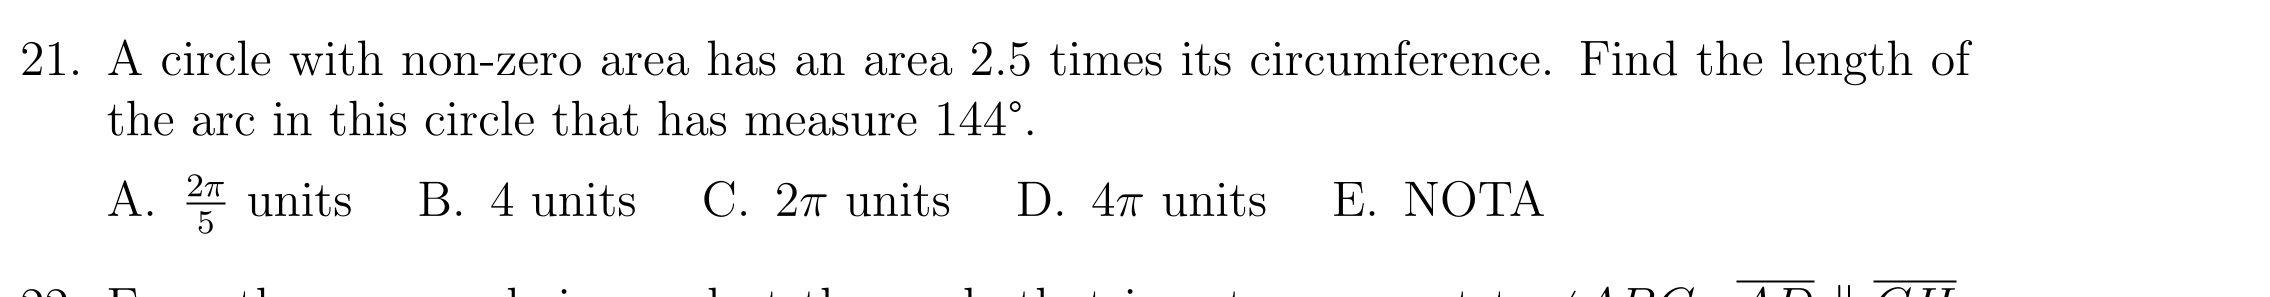 21. A circle with non-zero area has an area 2.5 times its circumference. Find the length of
the arc in this circle that has measure 144°.
A. 2π/5 units B. 4 units C. 2π units D. 4π units E. NOTA